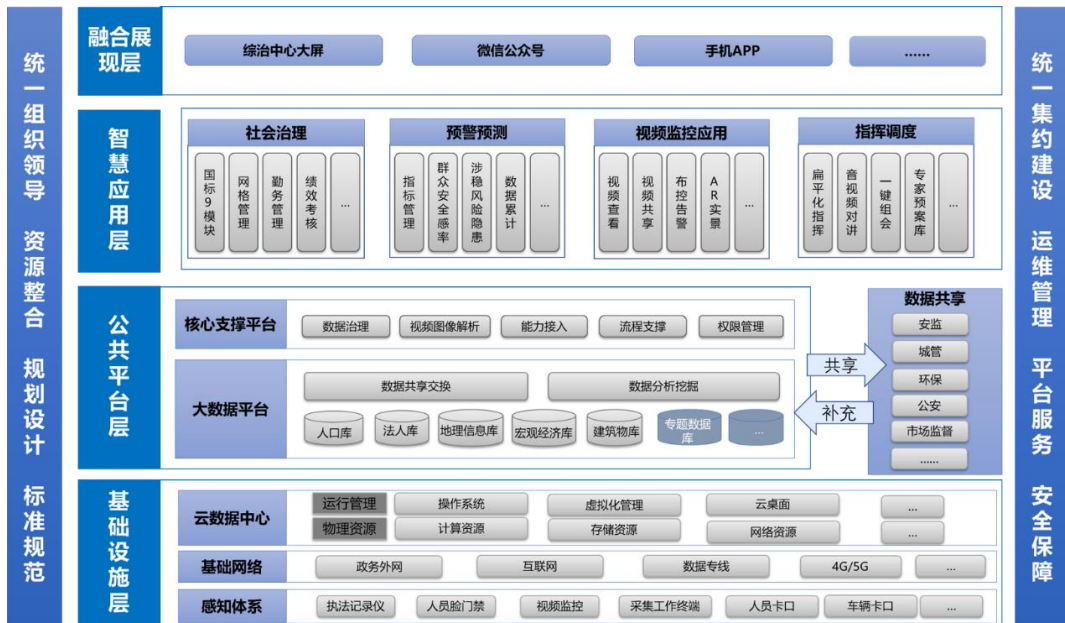 统一组织领导 资源整合 规划设计 标准规范
融合展
现层
综治中心大屏
微信公众号
手机APP
......
智慧应用层
社会治理
国标9模块
网格管理
勤务管理
绩效考核
...
预警预测
指标管理
群众安全感率
涉稳风险隐患
数据累计
...
视频监控应用
视频查看
视频共享
布控告警
AR实景
...
指挥调度
扁平化指挥
音视频对讲
一键组会
专家预案库
...
公共平台层
核心支撑平台
数据治理
视频图像解析
能力接入
流程支撑
权限管理
大数据平台
数据共享交换
数据分析挖掘
人口库
法人库
地理信息库
宏观经济库
建筑物库
专题数据
库
...
共享
补充
数据共享
安监
城管
环保
公安
市场监督
......
基础设施层
云数据中心
运行管理
操作系统
虚拟化管理
云桌面
...
物理资源
计算资源
存储资源
网络资源
...
基础网络
政务外网
互联网
数据专线
4G/5G
...
感知体系
执法记录仪
人员脸门禁
视频监控
采集工作终端
人员卡口
车辆卡口
...
统一集约建设 运维管理 平台服务 安全保障